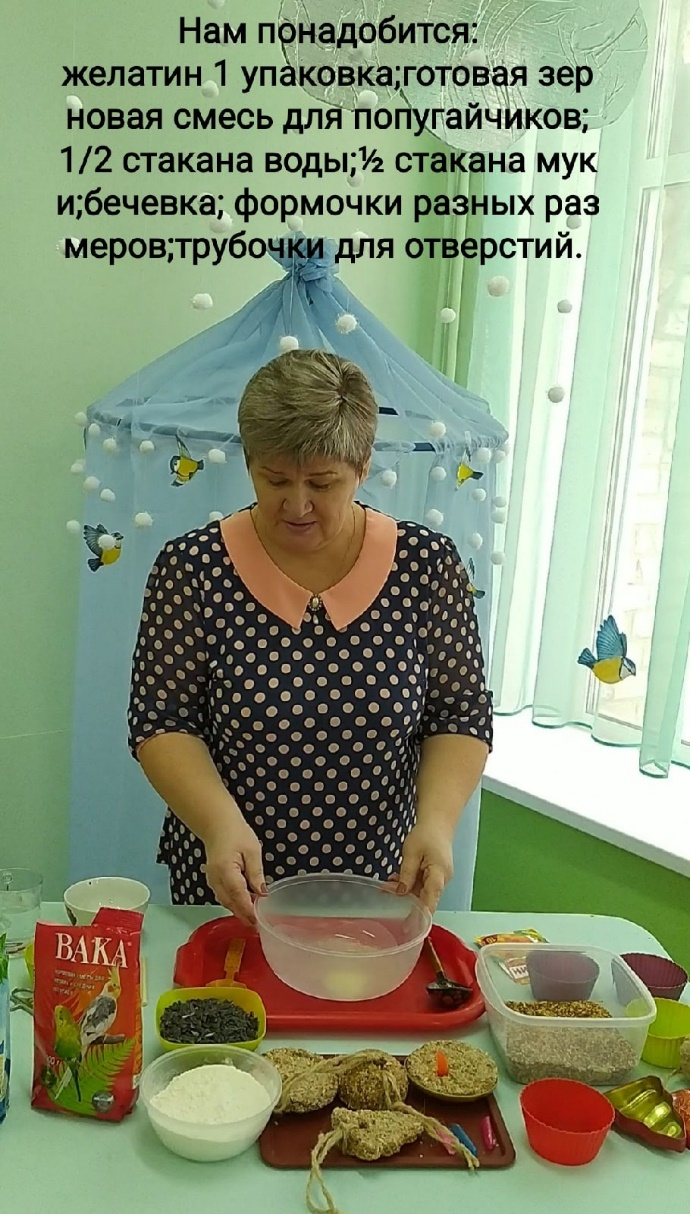 Нам понадобится:
желатин 1 упаковка;готовая зер
новая смесь для попугайчиков;
1/2 стакана воды;½ стакана мук
и;бечевка; формочки разных раз
меров;трубочки для отверстий.
ВАКА